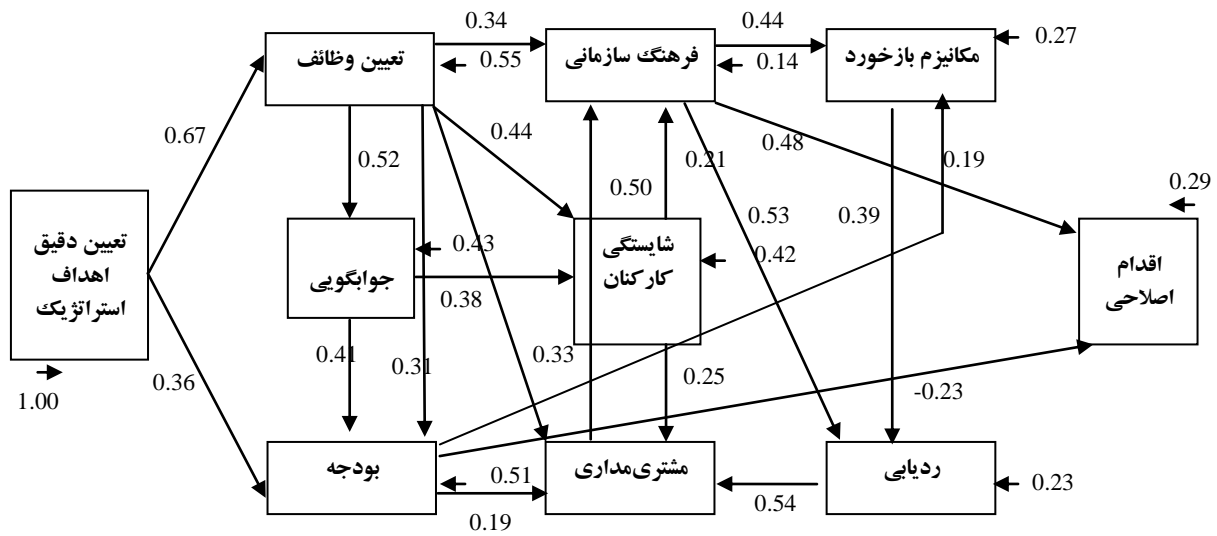 0.34
0.44
تعیین وظائف
0.55
فرهنگ سازمانی
0.14
مکانیزم بازخورد
0.27
0.67
0.44
0.52
0.21
0.48
0.19
0.50
0.29
تعیین دقیق
اهداف
استراتژیک
جوابگویی
0.43
شایستگی
کارکنان
0.53
0.39
0.42
اقدام
اصلاحی
0.38
0.41
0.31
0.33
0.25
0.36
-0.23
1.00
بودجه
0.51
مشتری‌مداری
ردیابی
0.23
0.19
0.54